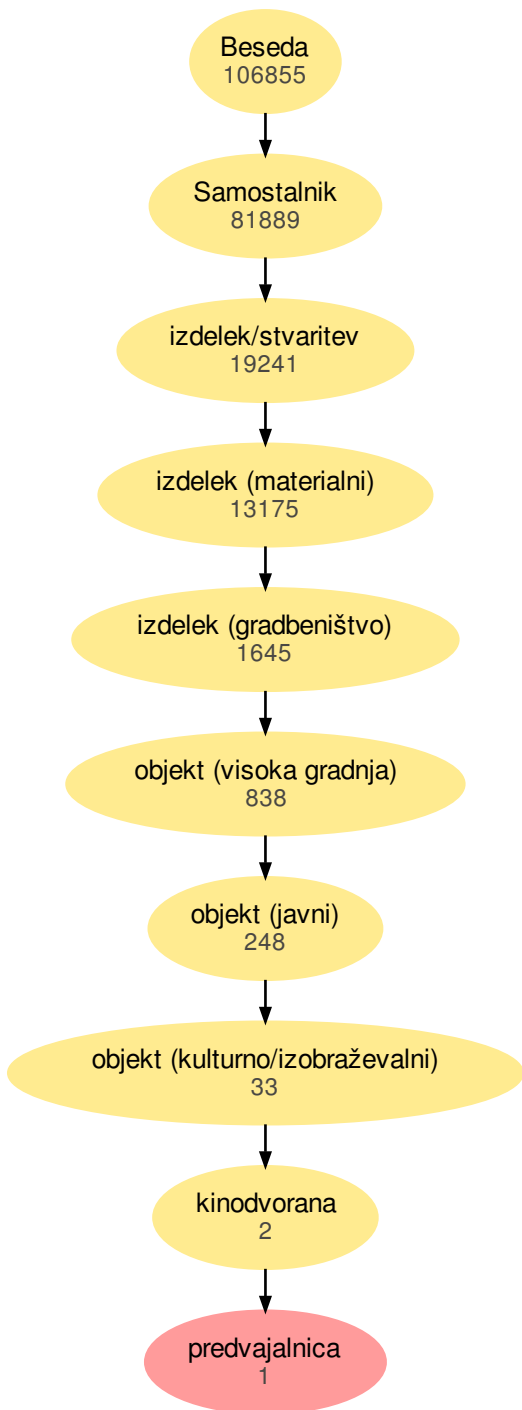 Beseda
106855
Samostalnik
81889
izdelek/stvaritev
19241
izdelek (materialni)
13175
izdelek (gradbeništvo)
1645
objekt (visoka gradnja)
838
objekt (javni)
248
objekt (kulturno/izobraževalni)
33
kinodvorana
2
predvajalnica
1